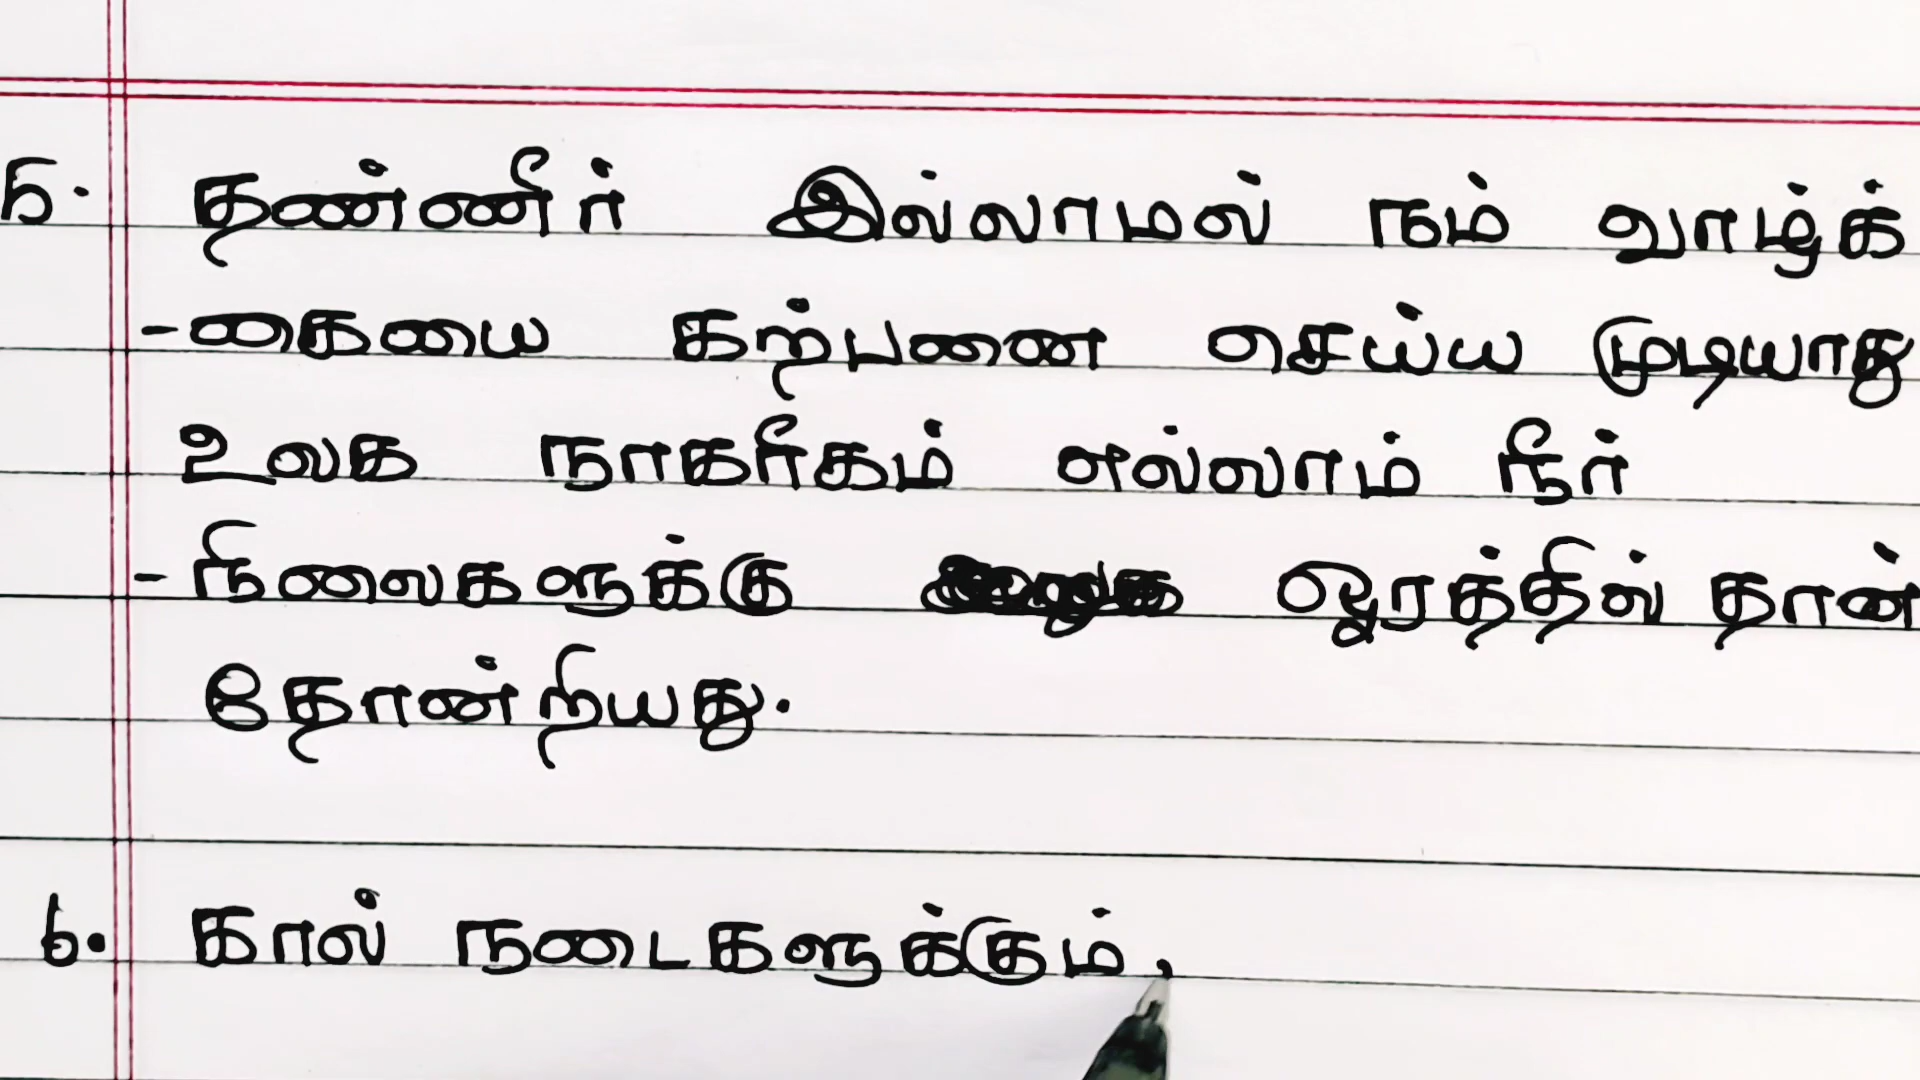 5. தண்ணீர் இல்லாமல் நம் வாழ்க்
-கையை கற்பனை செய்ய முடியாது
உலக நாகரீகம் எல்லாம் நீர்
-நிலைகளுக்கு ஓரத்தில் தான்
தோன்றியது.
6. கால் நடைகளுக்கும்,